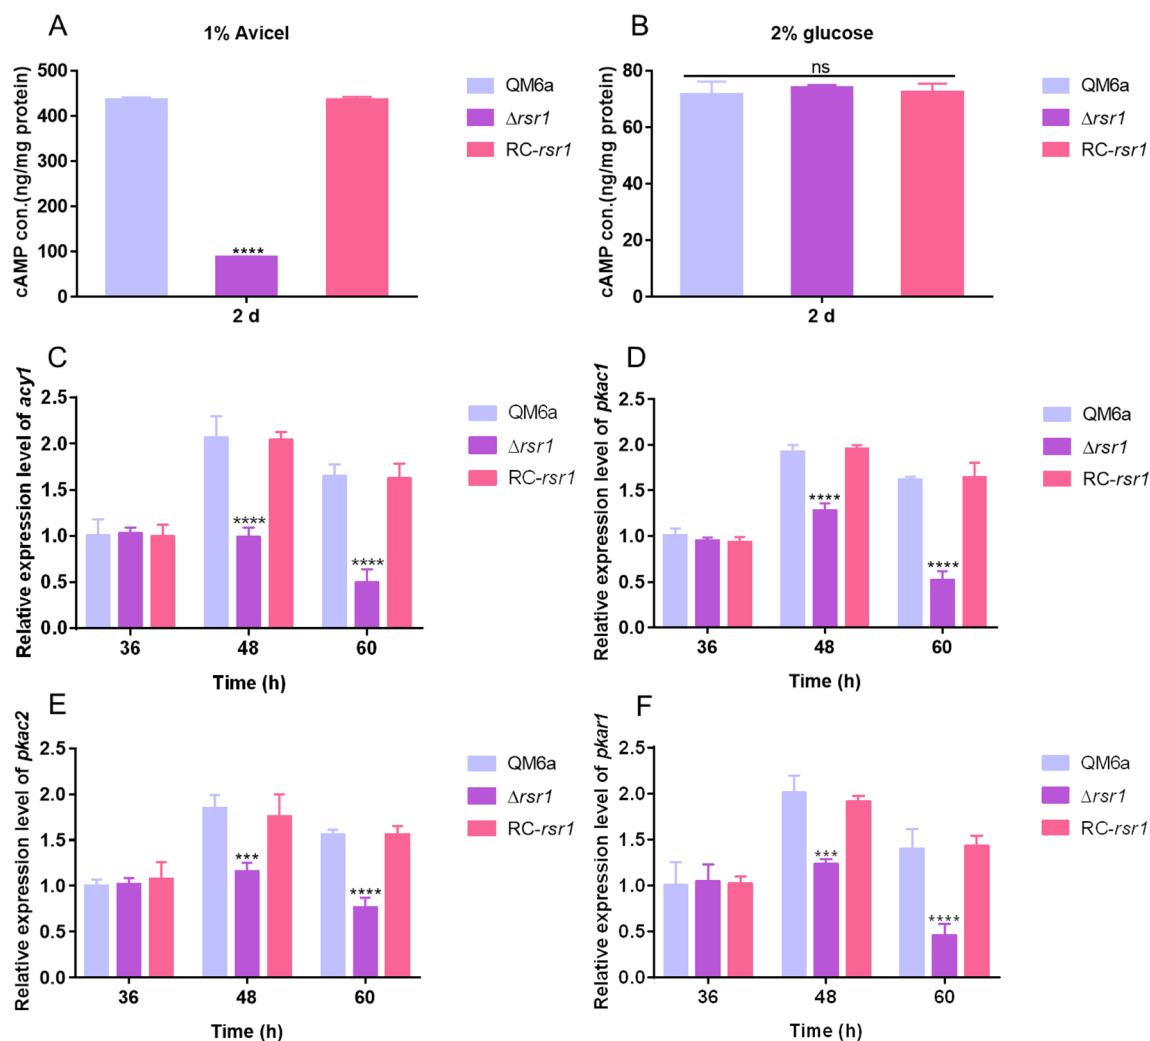 A
1% Avicel
cAMP con.(ng/mg protein)
500
400
300
200
100
0
****
2 d
QM6a
Δrsr1
RC-rsr1
B
2% glucose
cAMP con.(ng/mg protein)
80
60
40
20
0
ns
2 d
QM6a
Δrsr1
RC-rsr1
C
Relative expression level of acy1
2.5
2.0
1.5
1.0
0.5
0.0
****
****
36 48 60
Time (h)
QM6a
Δrsr1
RC-rsr1
D
Relative expression level of pkac1
2.5
2.0
1.5
1.0
0.5
0.0
****
****
36 48 60
Time (h)
QM6a
Δrsr1
RC-rsr1
E
Relative expression level of pkac2
2.5
2.0
1.5
1.0
0.5
0.0
***
****
36 48 60
Time (h)
QM6a
Δrsr1
RC-rsr1
F
Relative expression level of pkar1
2.5
2.0
1.5
1.0
0.5
0.0
***
****
36 48 60
Time (h)
QM6a
Δrsr1
RC-rsr1